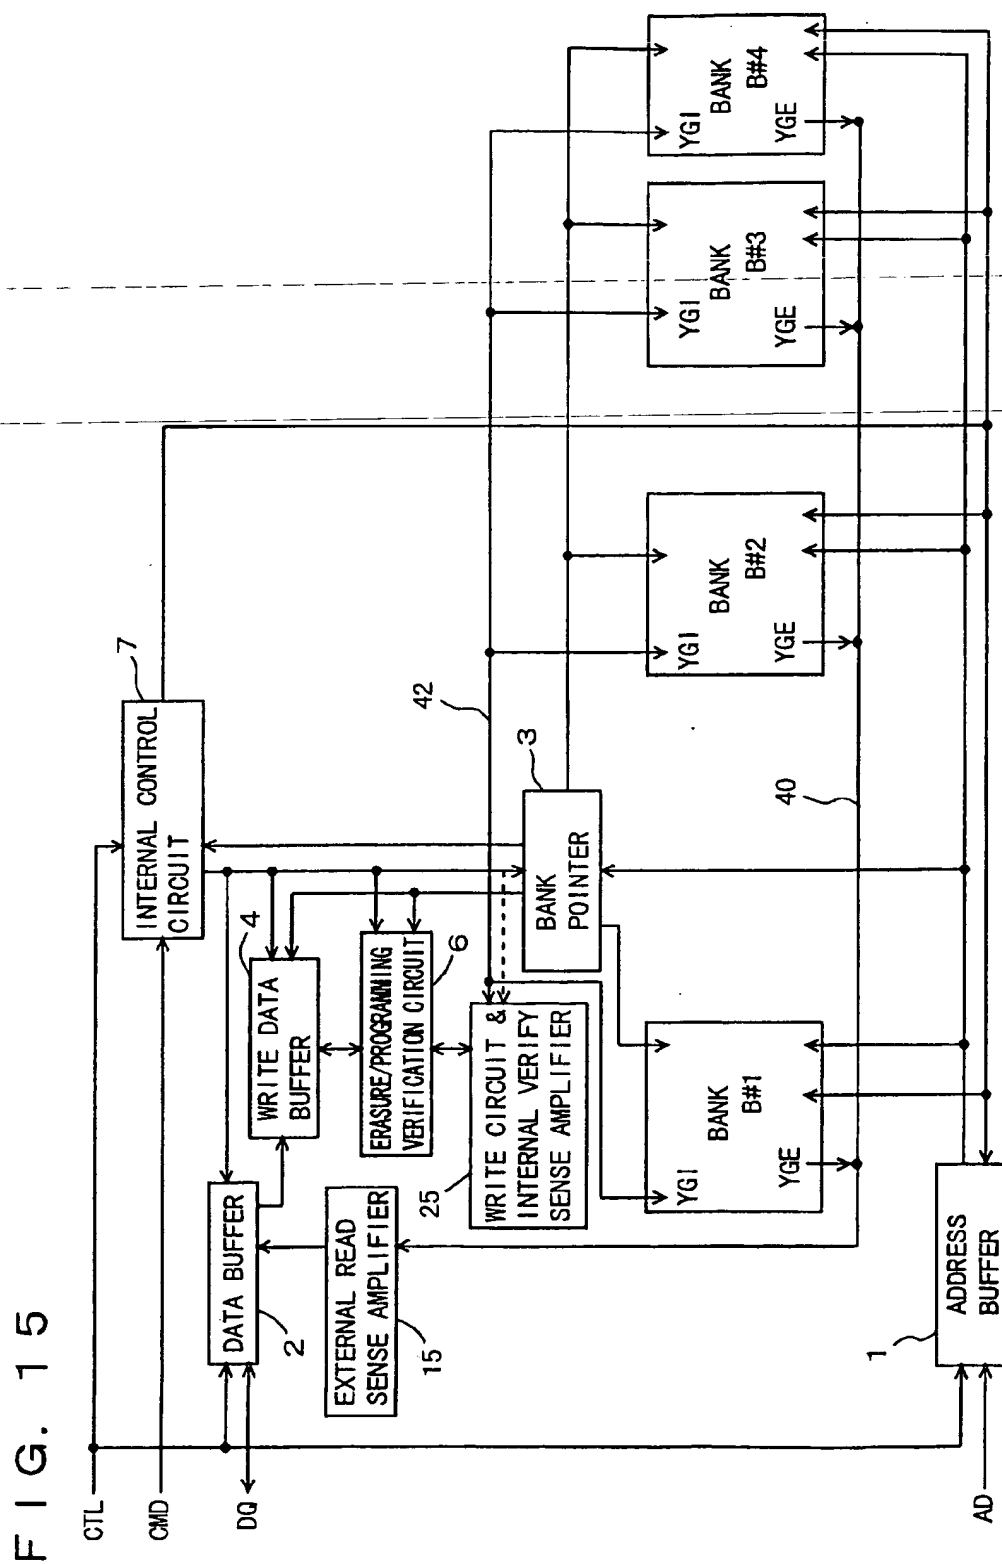 FIG. 15
CTL
CMD
DQ
AD
INTERNAL CONTROL
CIRCUIT
7
DATA BUFFER
2
WRITE DATA
BUFFER
4
EXTERNAL READ
SENSE AMPLIFIER
15
ERASURE/PROGRAMMING
VERIFICATION CIRCUIT
6
WRITE CIRCUIT &
INTERNAL VERIFY
SENSE AMPLIFIER
25
BANK
POINTER
3
42
40
YGI
BANK
B#1
YGE
YGI
BANK
B#2
YGE
YGI
BANK
B#3
YGE
YGI
BANK
B#4
YGE
ADDRESS
BUFFER
1